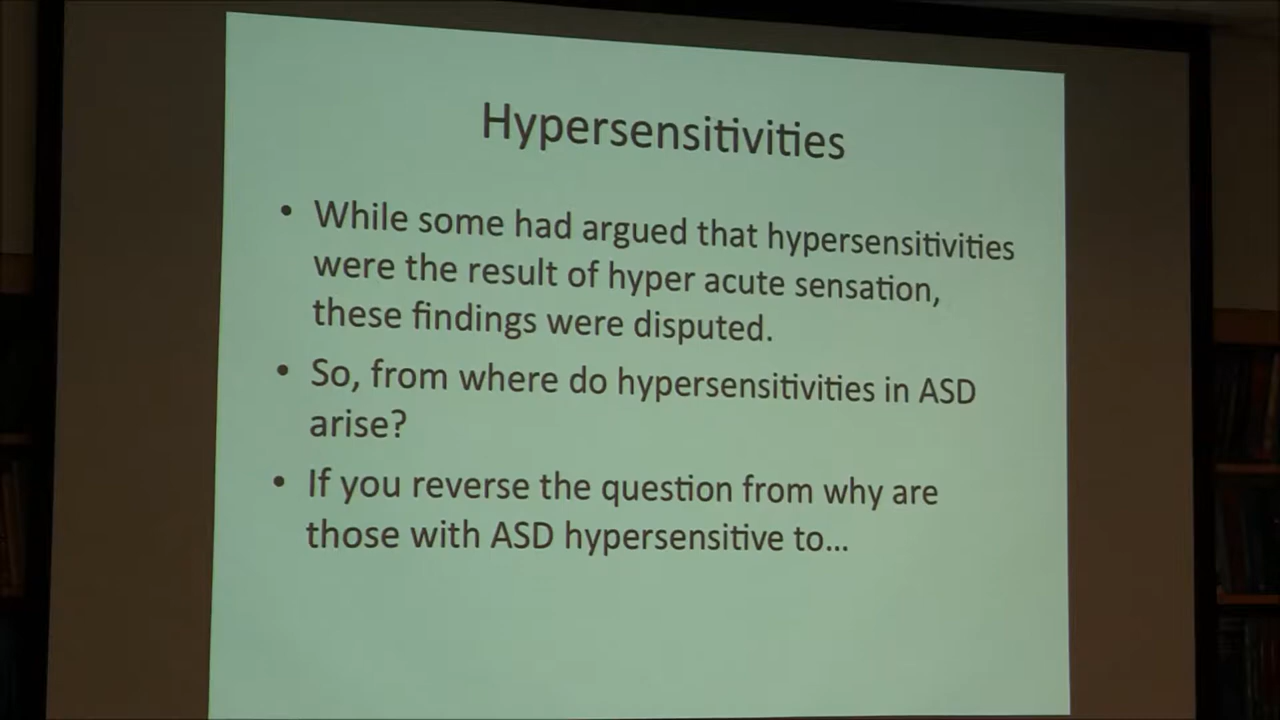 Hypersensitivities
• While some had argued that hypersensitivities
were the result of hyper acute sensation,
these findings were disputed.
• So, from where do hypersensitivities in ASD
arise?
• If you reverse the question from why are
those with ASD hypersensitive to...